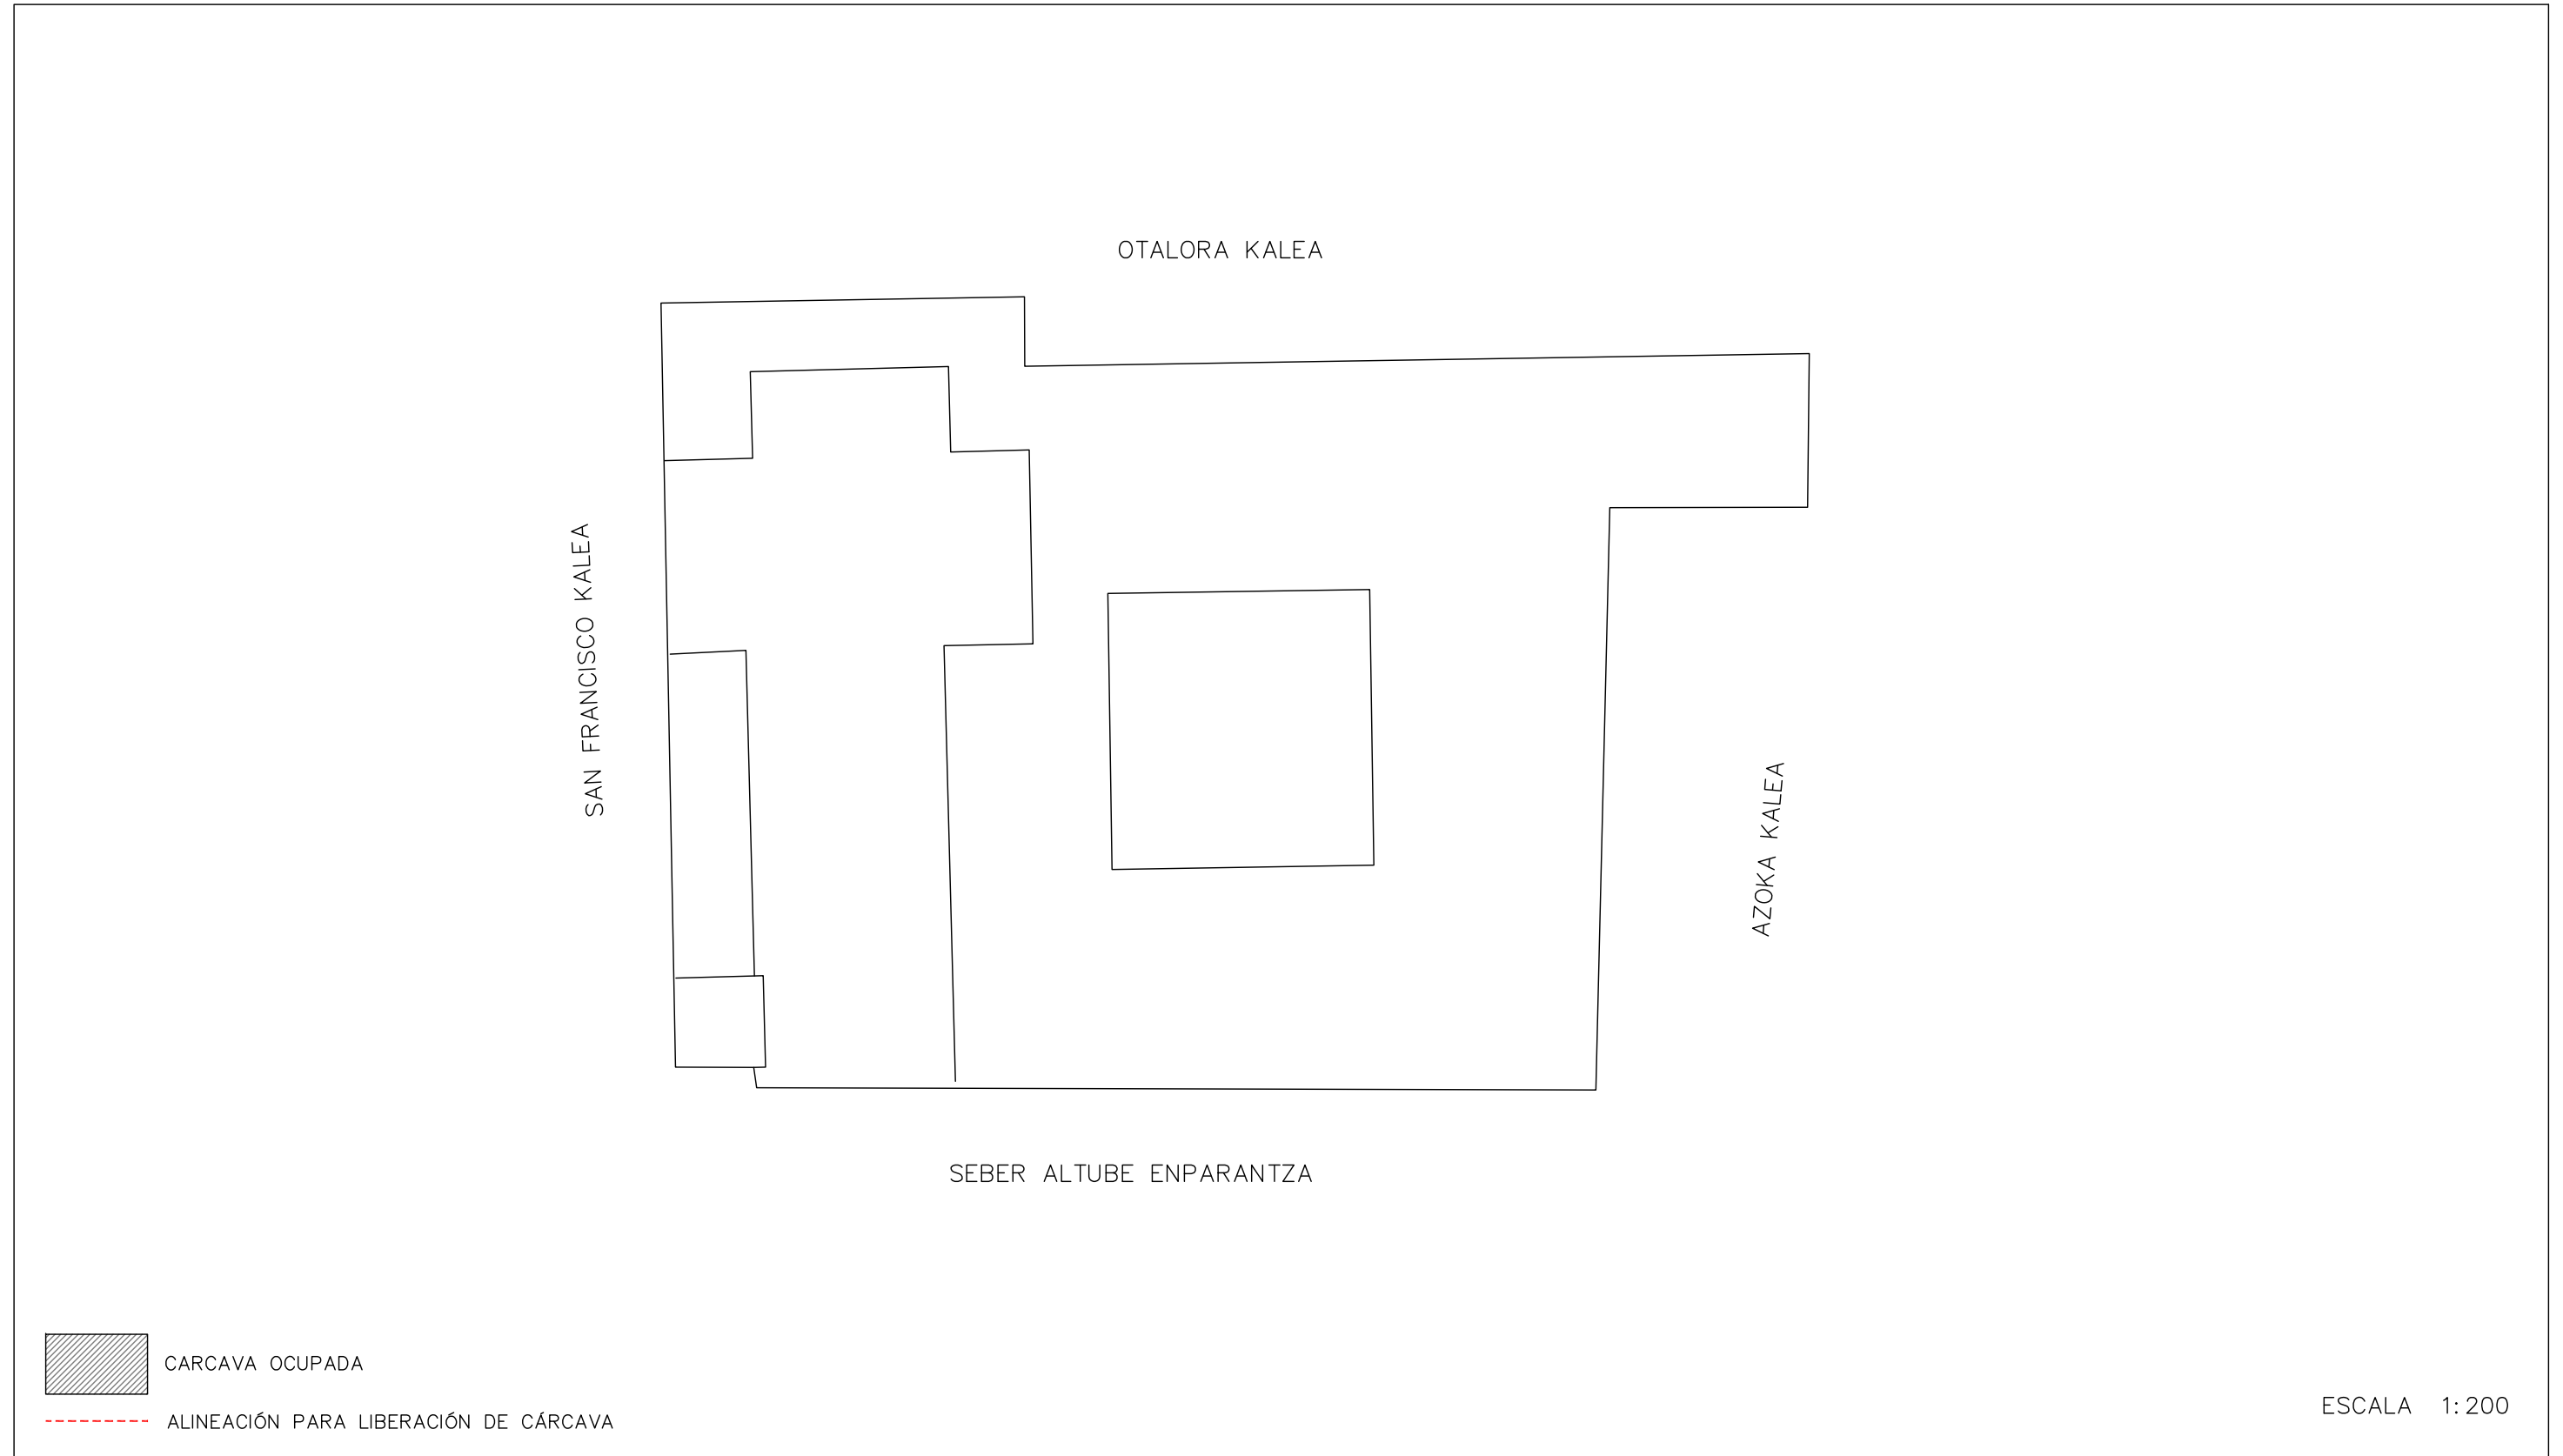 OTALORA KALEA
SAN FRANCISCO KALEA
AZOKA KALEA
SEBER ALTUBE ENPARANTZA
CARCAVA OCUPADA
ALINEACIÓN PARA LIBERACIÓN DE CÁRCAVA
ESCALA 1:200